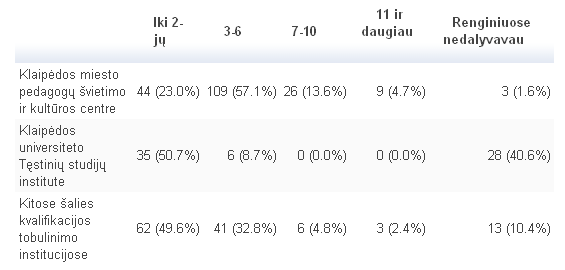 Iki 2-jų 3-6 7-10 11 ir daugiau Renginiuose nedalyvavau
Klaipėdos miesto
pedagogų švietimo
ir kultūros centre 44 (23.0%) 109 (57.1%) 26 (13.6%) 9 (4.7%) 3 (1.6%)
Klaipėdos
universiteto
Tęstinių studijų
institute 35 (50.7%) 6 (8.7%) 0 (0.0%) 0 (0.0%) 28 (40.6%)
Kitose šalies
kvalifikacijos
tobulinimo
institucijose 62 (49.6%) 41 (32.8%) 6 (4.8%) 3 (2.4%) 13 (10.4%)